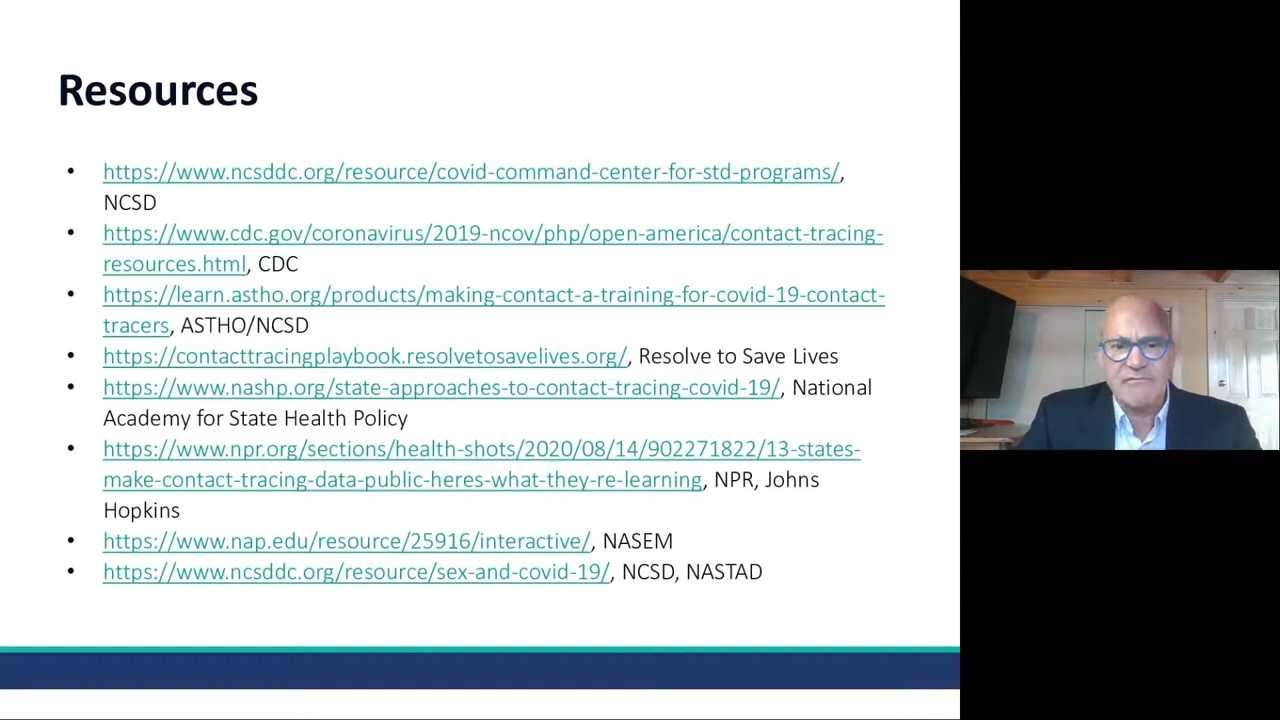 Resources
• https://www.ncsddc.org/resource/covid-command-center-for-std-programs/,
NCSD
• https://www.cdc.gov/coronavirus/2019-ncov/php/open-america/contact-tracing-
resources.html, CDC
• https://learn.astho.org/products/making-contact-a-training-for-covid-19-contact-
tracers, ASTHO/NCSD
• https://contacttracingplaybook.resolvetosavelives.org/, Resolve to Save Lives
• https://www.nashp.org/state-approaches-to-contact-tracing-covid-19/, National
Academy for State Health Policy
• https://www.npr.org/sections/health-shots/2020/08/14/902271822/13-states-
make-contact-tracing-data-public-heres-what-they-re-learning, NPR, Johns
Hopkins
• https://www.nap.edu/resource/25916/interactive/, NASEM
• https://www.ncsddc.org/resource/sex-and-covid-19/, NCSD, NASTAD